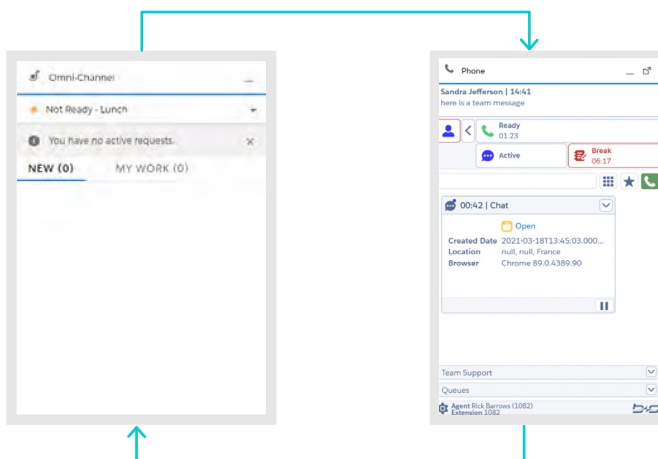 Omni-Channel
Not Ready - Lunch
You have no active requests.
NEW (0) MY WORK (0)
Phone
Sandra Jefferson | 14:41
here is a team message
Ready
01:23
Active
Break
06:17
00:42 | Chat
Open
Created Date 2021-03-18T13:45:03.000...
Location null, null, France
Browser Chrome 89.0.4389.90
Team Support
Queues
Agent Rick Barrows (1082)
Extension 1082